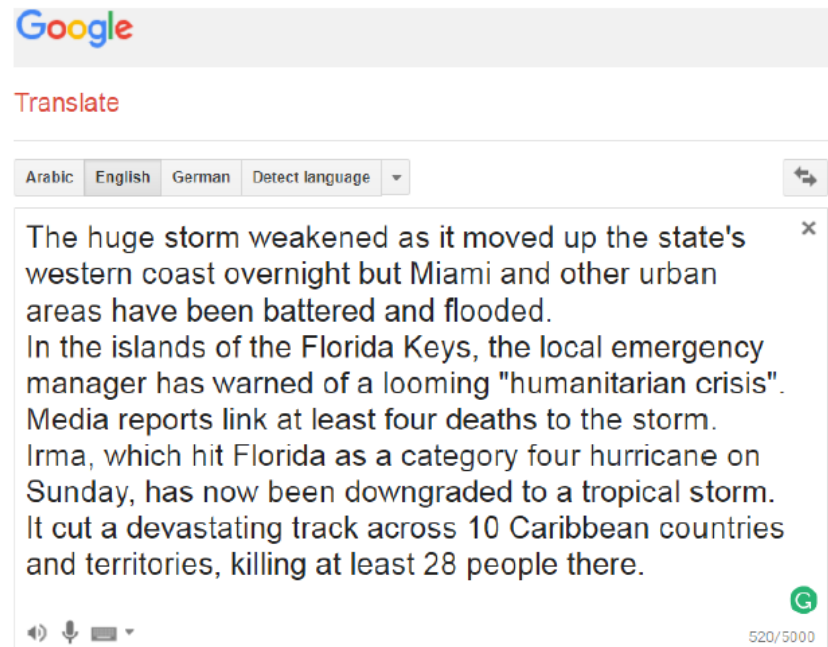 Google
Translate
Arabic English German Detect language
The huge storm weakened as it moved up the state's
western coast overnight but Miami and other urban
areas have been battered and flooded.
In the islands of the Florida Keys, the local emergency
manager has warned of a looming "humanitarian crisis".
Media reports link at least four deaths to the storm.
Irma, which hit Florida as a category four hurricane on
Sunday, has now been downgraded to a tropical storm.
It cut a devastating track across 10 Caribbean countries
and territories, killing at least 28 people there.
G
520/5000